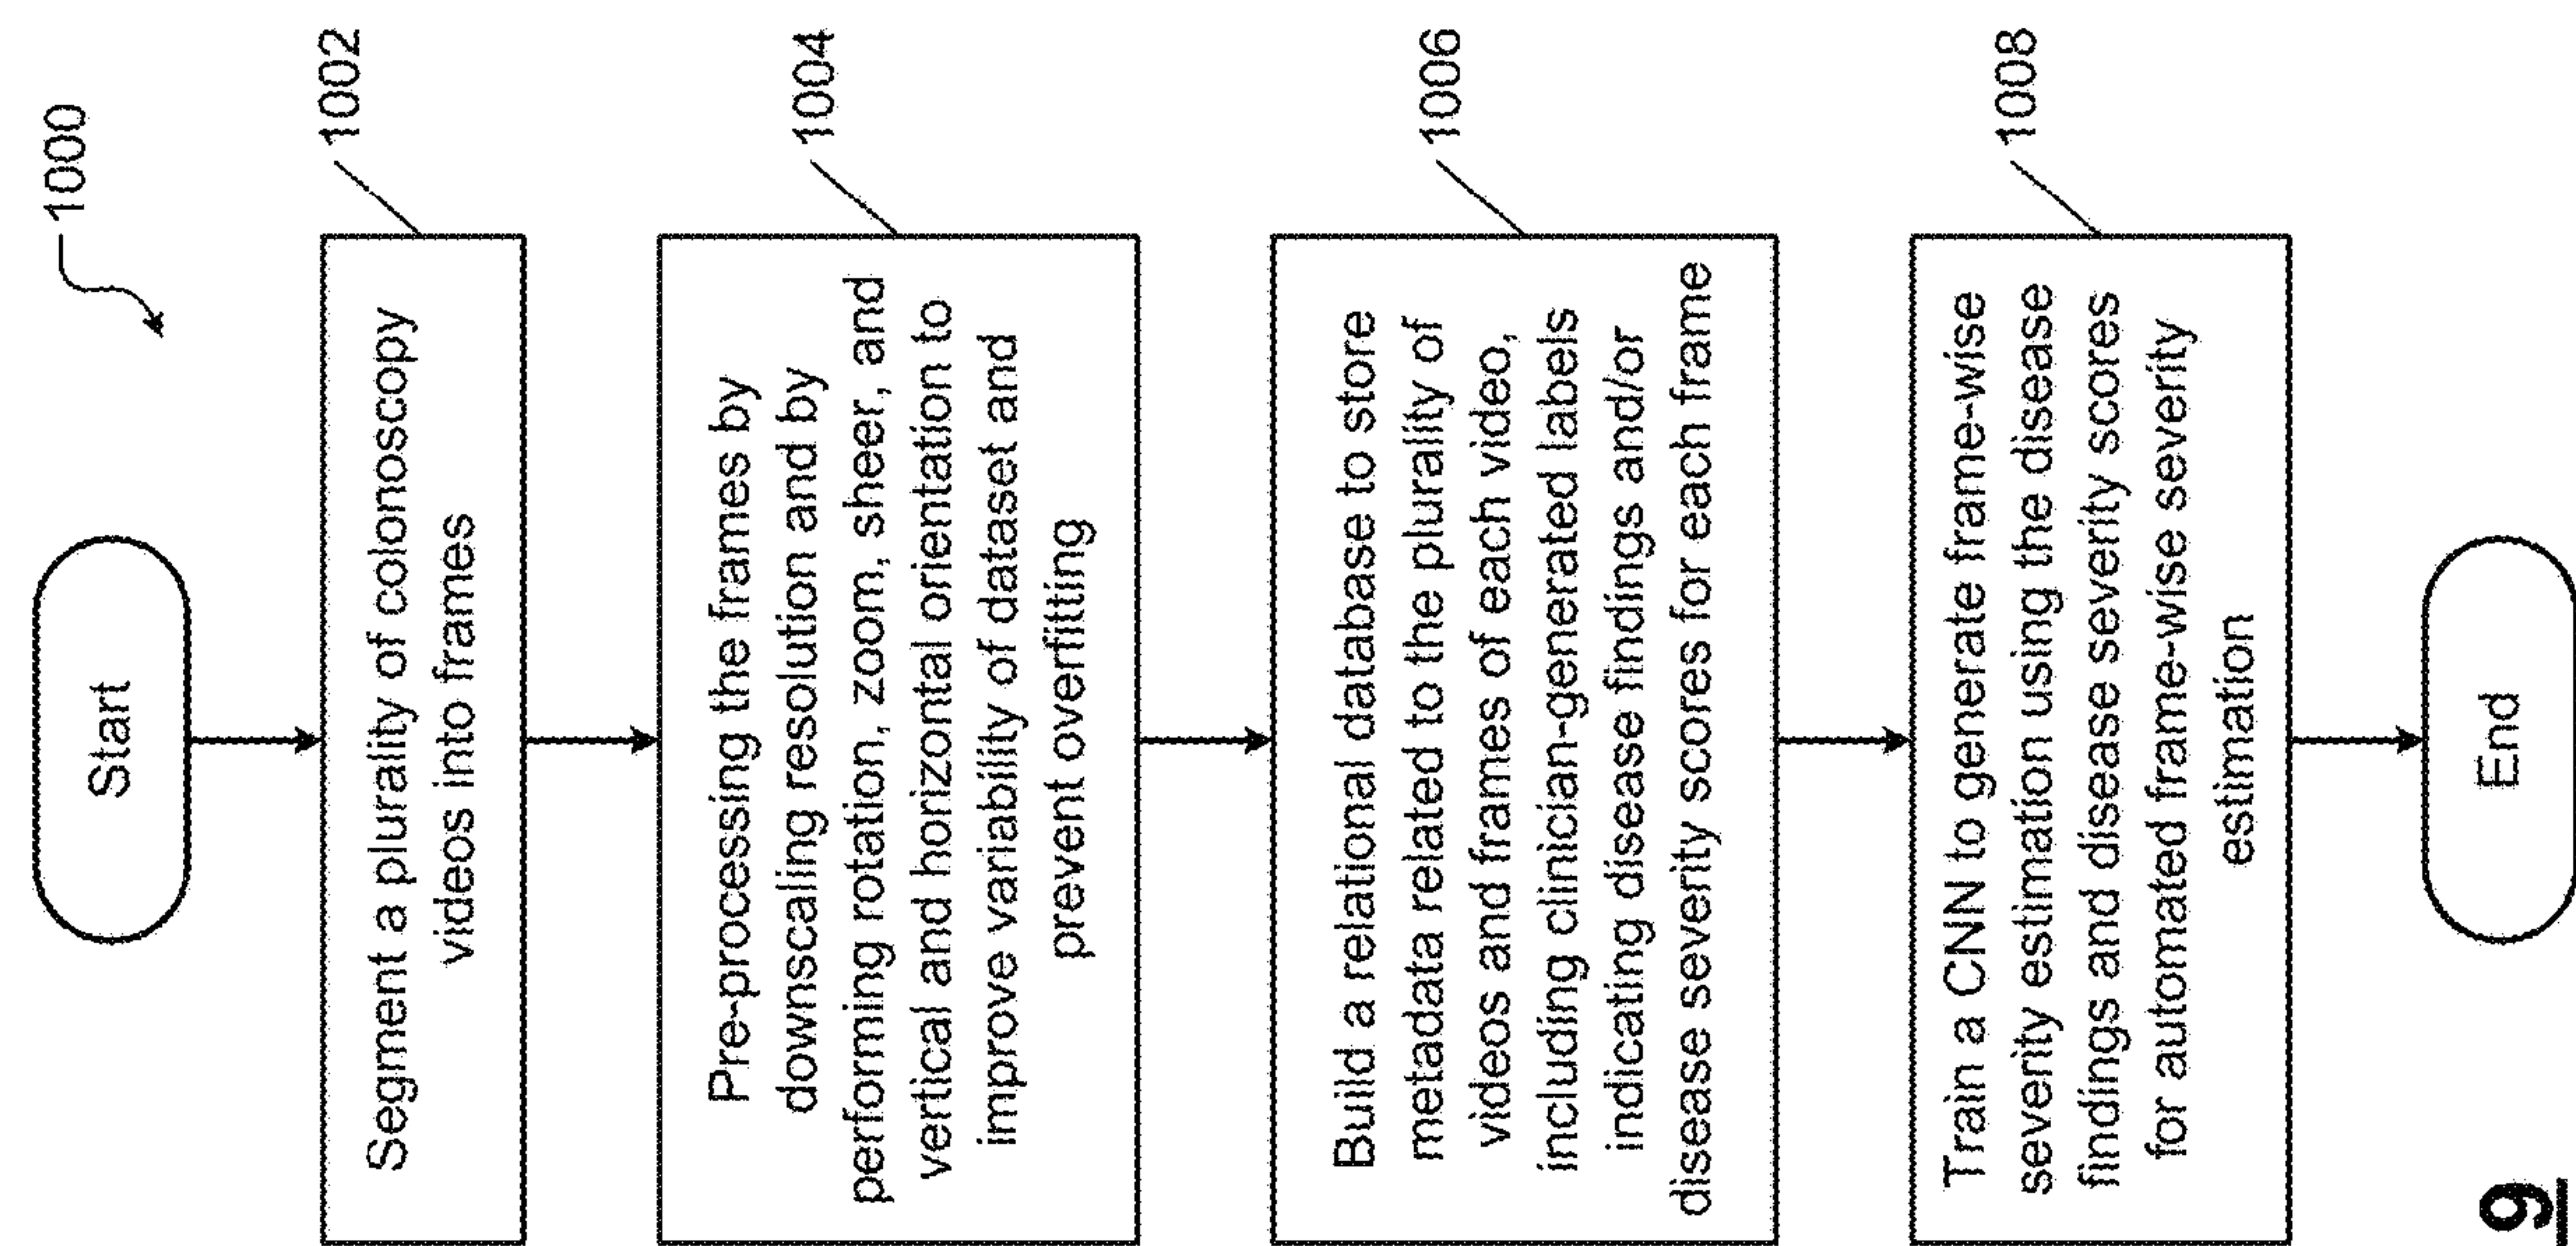 1000
Start
Segment a plurality of colonoscopy
videos into frames
1002
Pre-processing the frames by
downscaling resolution and by
performing rotation, zoom, sheer, and
vertical and horizontal orientation to
improve variability of dataset and
prevent overfitting
1004
Build a relational database to store
metadata related to the plurality of
videos and frames of each video,
including clinician-generated labels
indicating disease findings and/or
disease severity scores for each frame
1006
Train a CNN to generate frame-wise
severity estimation using the disease
findings and disease severity scores
for automated frame-wise severity
estimation
1008
End
9